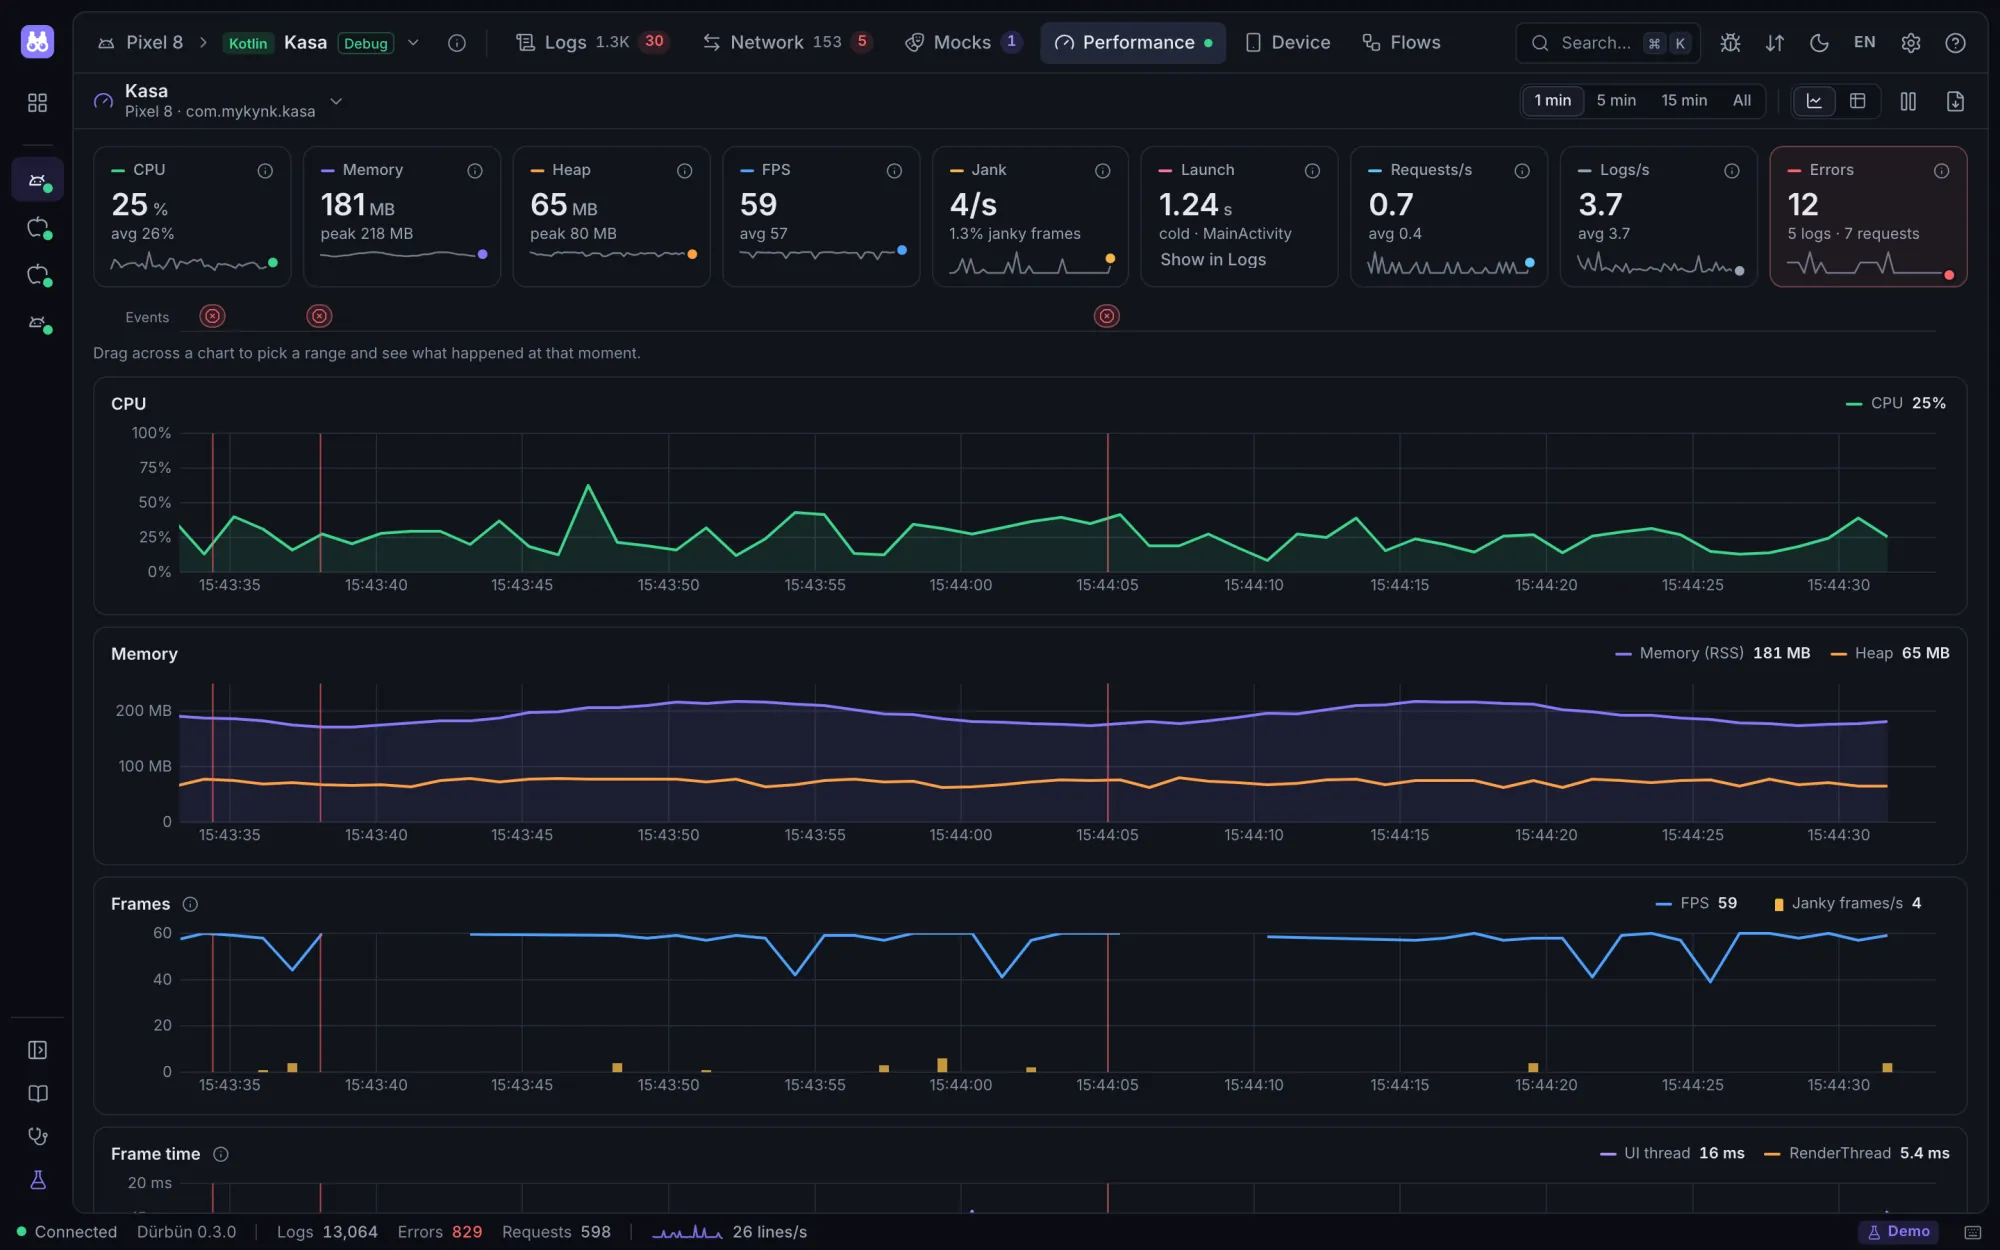 Pixel 8 > Kotlin Kasa Debug Logs 1.3K 30 Network 153 5 Mocks 1 Performance Device Flows Search... ⌘ K EN
Kasa
Pixel 8 · com.mykynk.kasa
1 min 5 min 15 min All
CPU
25 %
avg 26%
Memory
181 MB
peak 218 MB
Heap
65 MB
peak 80 MB
FPS
59
avg 57
Jank
4/s
1.3% janky frames
Launch
1.24 s
cold · MainActivity
Show in Logs
Requests/s
0.7
avg 0.4
Logs/s
3.7
avg 3.7
Errors
12
5 logs · 7 requests
Events
Drag across a chart to pick a range and see what happened at that moment.
CPU CPU 25%
100%
75%
50%
25%
0%
15:43:35 15:43:40 15:43:45 15:43:50 15:43:55 15:44:00 15:44:05 15:44:10 15:44:15 15:44:20 15:44:25 15:44:30
Memory Memory (RSS) 181 MB Heap 65 MB
200 MB
100 MB
0
15:43:35 15:43:40 15:43:45 15:43:50 15:43:55 15:44:00 15:44:05 15:44:10 15:44:15 15:44:20 15:44:25 15:44:30
Frames FPS 59 Janky frames/s 4
60
40
20
0
15:43:35 15:43:40 15:43:45 15:43:50 15:43:55 15:44:00 15:44:05 15:44:10 15:44:15 15:44:20 15:44:25 15:44:30
Frame time UI thread 16 ms RenderThread 5.4 ms
20 ms
Connected Dürbün 0.3.0 Logs 13,064 Errors 829 Requests 598 26 lines/s Demo